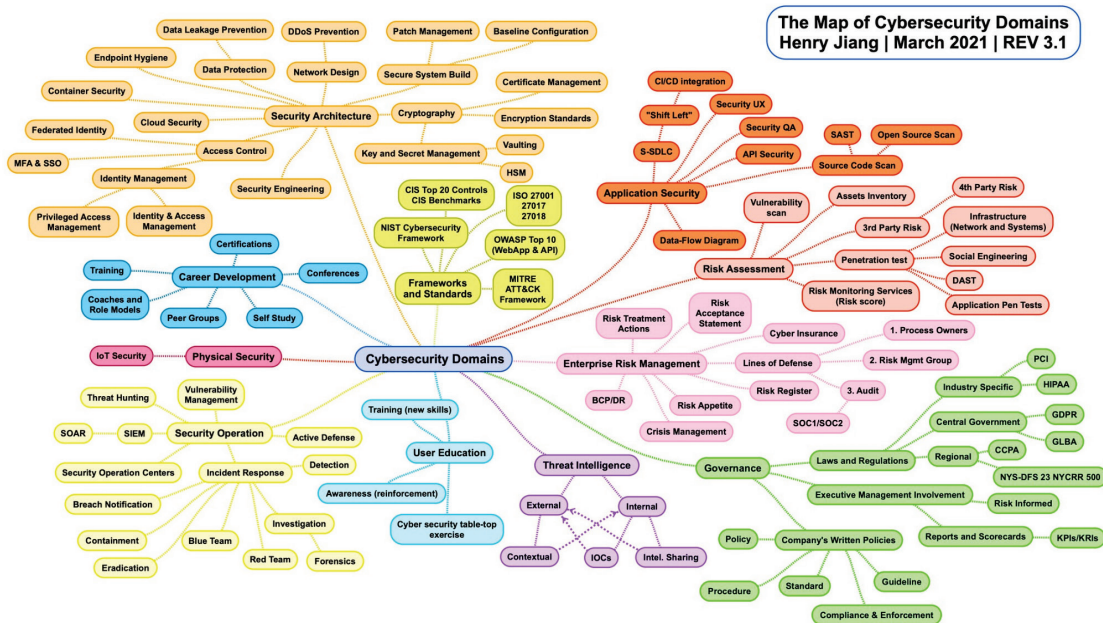 The Map of Cybersecurity Domains
Henry Jiang | March 2021 | REV 3.1
Cybersecurity Domains
Security Architecture
Data Leakage Prevention
DDoS Prevention
Patch Management
Baseline Configuration
Endpoint Hygiene
Data Protection
Network Design
Secure System Build
Container Security
Cloud Security
Cryptography
Certificate Management
Encryption Standards
Federated Identity
Access Control
Key and Secret Management
Vaulting
HSM
MFA & SSO
Identity Management
Security Engineering
Privileged Access
Management
Identity & Access
Management
Frameworks
and Standards
CIS Top 20 Controls
CIS Benchmarks
ISO 27001
27017
27018
NIST Cybersecurity
Framework
OWASP Top 10
(WebApp & API)
MITRE
ATT&CK
Framework
Application Security
CI/CD integration
"Shift Left"
S-SDLC
Security UX
Security QA
API Security
SAST
Open Source Scan
Source Code Scan
Data-Flow Diagram
Risk Assessment
Vulnerability
scan
Assets Inventory
4th Party Risk
3rd Party Risk
Infrastructure
(Network and Systems)
Penetration test
Social Engineering
DAST
Application Pen Tests
Risk Monitoring Services
(Risk score)
Career Development
Certifications
Training
Conferences
Coaches and
Role Models
Peer Groups
Self Study
IoT Security
Physical Security
Enterprise Risk Management
Risk Treatment
Actions
Risk
Acceptance
Statement
Cyber Insurance
Lines of Defense
1. Process Owners
2. Risk Mgmt Group
3. Audit
SOC1/SOC2
Risk Register
Risk Appetite
BCP/DR
Crisis Management
Security Operation
Vulnerability
Management
Threat Hunting
SOAR
SIEM
Active Defense
Security Operation Centers
Incident Response
Detection
Breach Notification
Containment
Eradication
Blue Team
Red Team
Investigation
Forensics
User Education
Training (new skills)
Awareness (reinforcement)
Cyber security table-top
exercise
Threat Intelligence
External
Internal
Contextual
IOCs
Intel. Sharing
Governance
Laws and Regulations
Industry Specific
PCI
HIPAA
Central Government
GDPR
GLBA
Regional
CCPA
NYS-DFS 23 NYCRR 500
Executive Management Involvement
Risk Informed
Reports and Scorecards
KPIs/KRIs
Company's Written Policies
Policy
Procedure
Standard
Guideline
Compliance & Enforcement